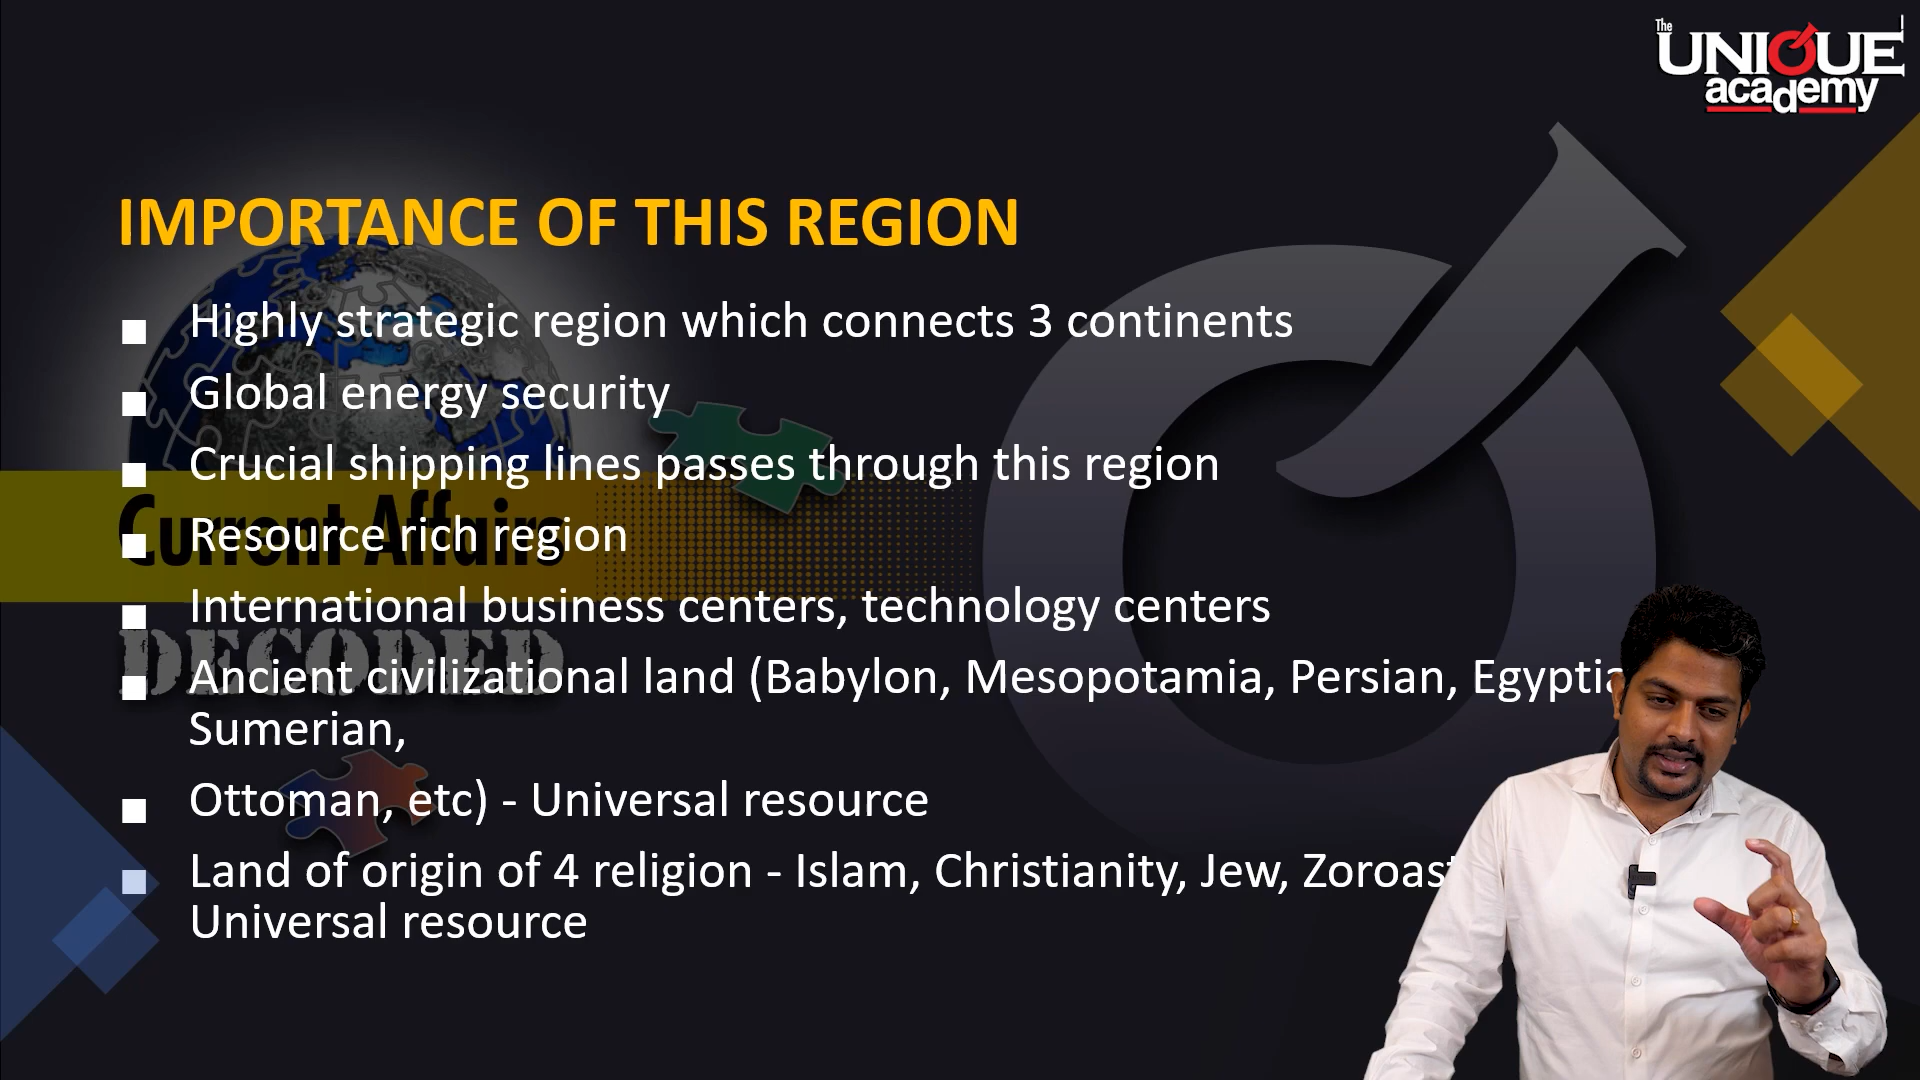 The
UNIQUE
academy
IMPORTANCE OF THIS REGION
Highly strategic region which connects 3 continents
Global energy security
Crucial shipping lines passes through this region
Current Affairs
Resource rich region
International business centers, technology centers
DECODED
Ancient civilizational land (Babylon, Mesopotamia, Persian,
Sumerian,
Ottoman, etc) - Universal resource
Land of origin of 4 religion - Islam, Christianity, Jew,
Universal resource